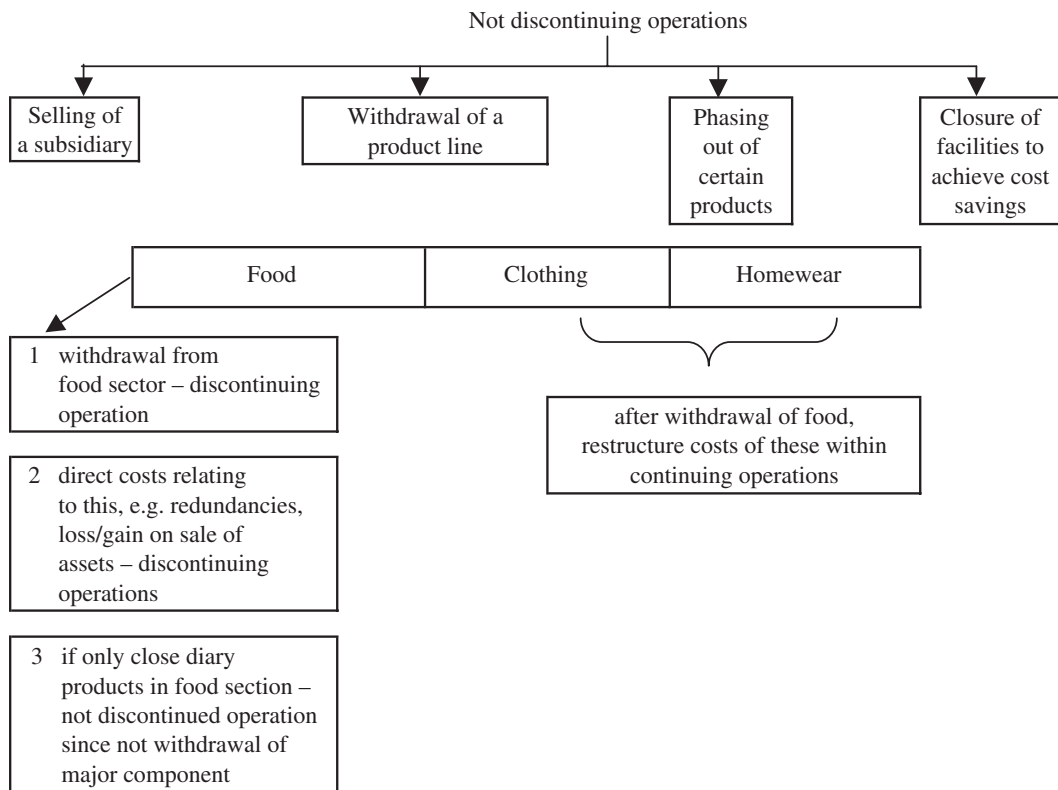 Not discontinuing operations
Selling of
a subsidiary
Withdrawal of a
product line
Phasing
out of
certain
products
Closure of
facilities to
achieve cost
savings
Food
Clothing
Homewear
1 withdrawal from
food sector – discontinuing
operation
2 direct costs relating
to this, e.g. redundancies,
loss/gain on sale of
assets – discontinuing
operations
3 if only close diary
products in food section –
not discontinued operation
since not withdrawal of
major component
after withdrawal of food,
restructure costs of these within
continuing operations